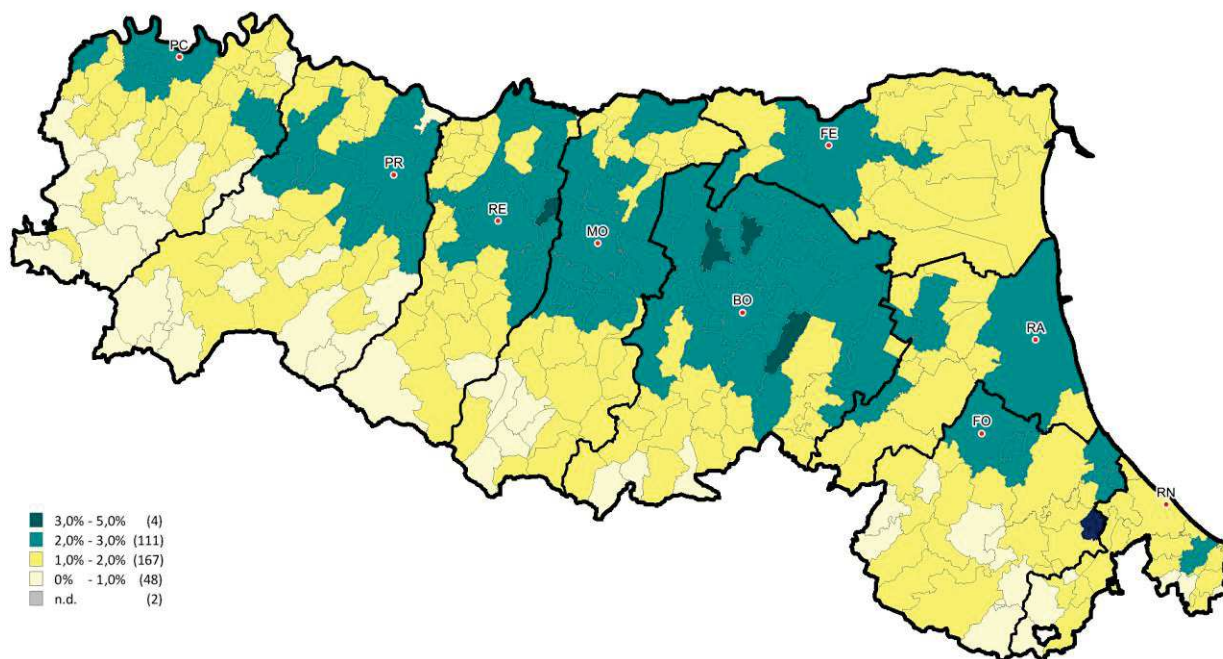 PC
FE
PR
RE
MO
BO
RA
FO
RN
3,0% - 5,0% (4)
2,0% - 3,0% (111)
1,0% - 2,0% (167)
0% - 1,0% (48)
n.d. (2)